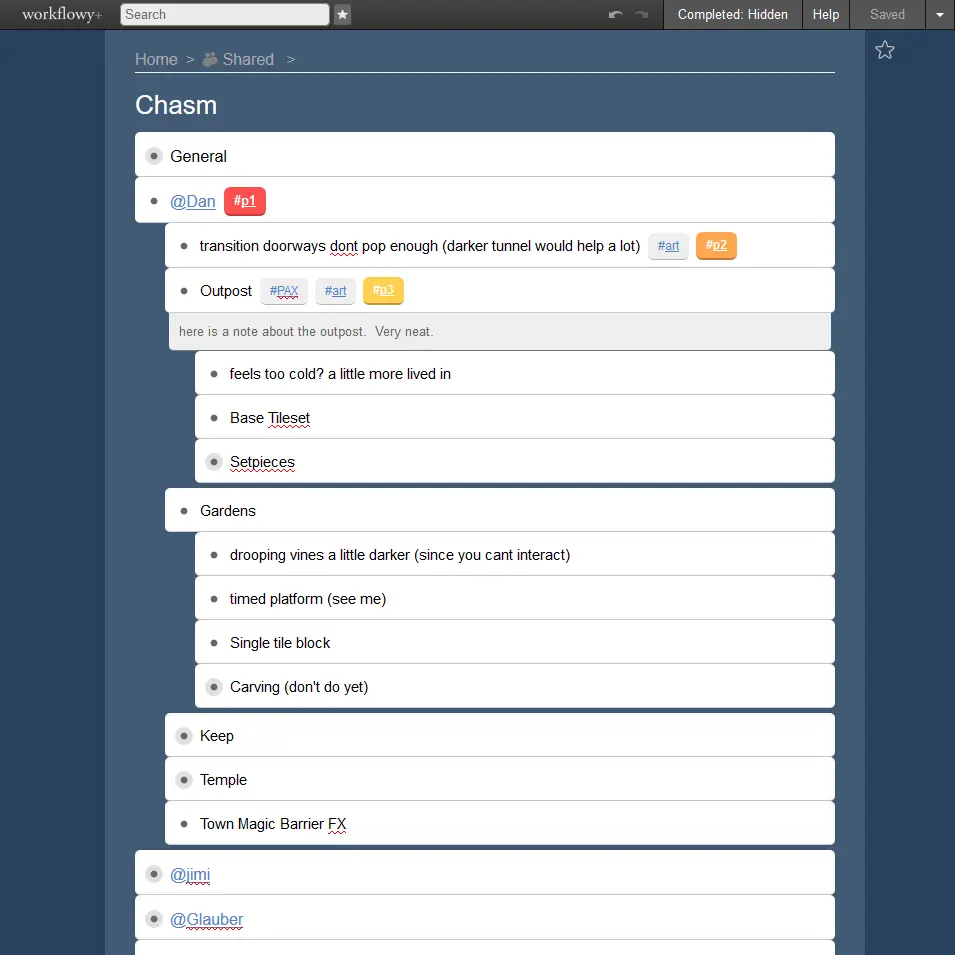 workflowy+ Search Completed: Hidden Help Saved
Home > Shared >
Chasm
General
@Dan #p1
transition doorways dont pop enough (darker tunnel would help a lot) #art #p2
Outpost #PAX #art #p3
here is a note about the outpost. Very neat.
feels too cold? a little more lived in
Base Tileset
Setpieces
Gardens
drooping vines a little darker (since you cant interact)
timed platform (see me)
Single tile block
Carving (don't do yet)
Keep
Temple
Town Magic Barrier FX
@jimi
@Glauber